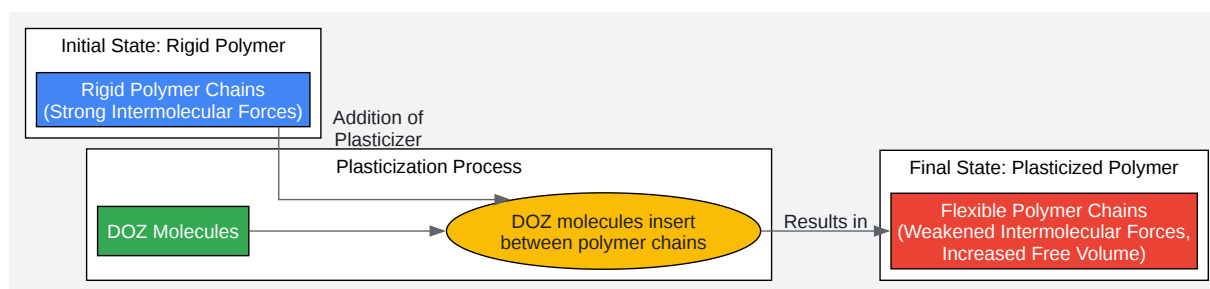 Initial State: Rigid Polymer
Rigid Polymer Chains
(Strong Intermolecular Forces)
Addition of
Plasticizer
Plasticization Process
DOZ Molecules
DOZ molecules insert
between polymer chains
Results in
Final State: Plasticized Polymer
Flexible Polymer Chains
(Weakened Intermolecular Forces,
Increased Free Volume)